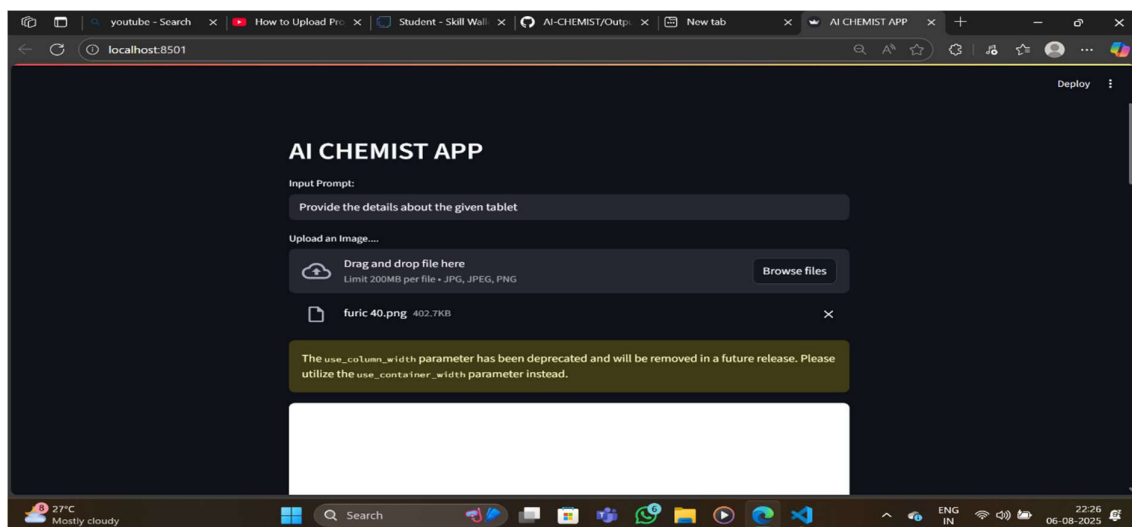 youtube - Search
How to Upload Pro
Student - Skill Wall
AI-CHEMIST/Outpu
New tab
AI CHEMIST APP
localhost:8501
Deploy
AI CHEMIST APP
Input Prompt:
Provide the details about the given tablet
Upload an Image....
Drag and drop file here
Limit 200MB per file • JPG, JPEG, PNG
Browse files
furic 40.png 402.7KB
The use_column_width parameter has been deprecated and will be removed in a future release. Please
utilize the use_container_width parameter instead.
8
27°C
Mostly cloudy
Search
9
ENG
IN
22:26
06-08-2025